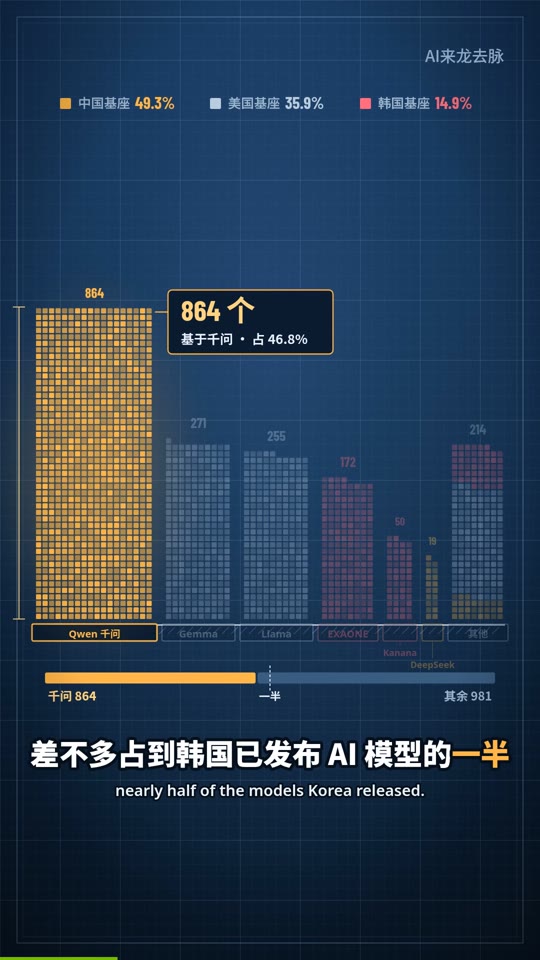 AI来龙去脉
中国基座 49.3% 美国基座 35.9% 韩国基座 14.9%
864
864 个
基于千问 · 占 46.8%
271
255
214
172
50
19
Qwen 千问 Gemma Llama EXAONE 其他
Kanana
DeepSeek
千问 864 一半 其余 981
差不多占到韩国已发布 AI 模型的一半
nearly half of the models Korea released.